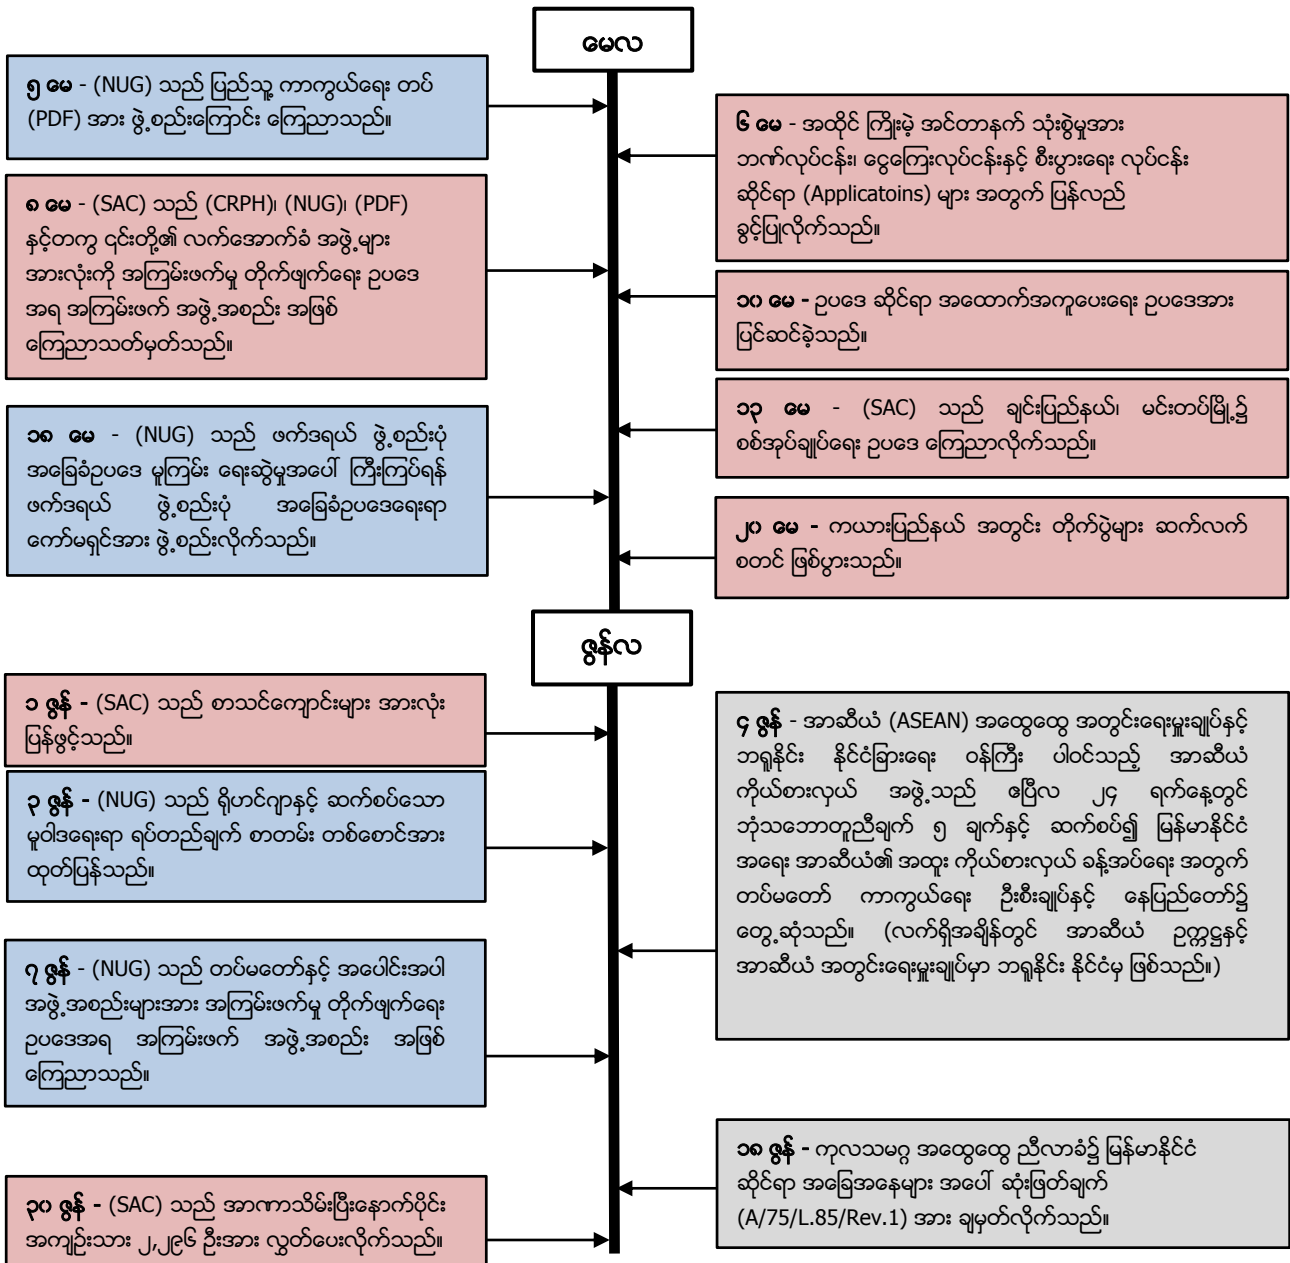 မေလ
၅ မေ - (NUG) သည် ပြည်သူ့ ကာကွယ်ရေး တပ်
(PDF) အား ဖွဲ့စည်းကြောင်း ကြေညာသည်။
၆ မေ - အထိုင် ကြိုးမဲ့ အင်တာနက် သုံးစွဲမှုအား
ဘဏ်လုပ်ငန်း၊ ငွေကြေးလုပ်ငန်းနှင့် စီးပွားရေး လုပ်ငန်း
ဆိုင်ရာ (Applicatoins) များ အတွက် ပြန်လည်
ခွင့်ပြုလိုက်သည်။
၈ မေ - (SAC) သည် (CRPH)၊ (NUG)၊ (PDF)
နှင့်တကွ ၎င်းတို့၏ လက်အောက်ခံ အဖွဲ့များ
အားလုံးကို အကြမ်းဖက်မှု တိုက်ဖျက်ရေး ဥပဒေ
အရ အကြမ်းဖက် အဖွဲ့အစည်း အဖြစ်
ကြေညာသတ်မှတ်သည်။
၁၀ မေ - ဥပဒေ ဆိုင်ရာ အထောက်အကူပေးရေး ဥပဒေအား
ပြင်ဆင်ခဲ့သည်။
၁၃ မေ - (SAC) သည် ချင်းပြည်နယ်၊ မင်းတပ်မြို့၌
စစ်အုပ်ချုပ်ရေး ဥပဒေ ကြေညာလိုက်သည်။
၁၈ မေ - (NUG) သည် ဖက်ဒရယ် ဖွဲ့စည်းပုံ
အခြေခံဥပဒေ မူကြမ်း ရေးဆွဲမှုအပေါ် ကြီးကြပ်ရန်
ဖက်ဒရယ် ဖွဲ့စည်းပုံ အခြေခံဥပဒေရေးရာ
ကော်မရှင်အား ဖွဲ့စည်းလိုက်သည်။
၂၀ မေ - ကယားပြည်နယ် အတွင်း တိုက်ပွဲများ ဆက်လက်
စတင် ဖြစ်ပွားသည်။
ဇွန်လ
၁ ဇွန် - (SAC) သည် စာသင်ကျောင်းများ အားလုံး
ပြန်ဖွင့်သည်။
၃ ဇွန် - (NUG) သည် ရိုဟင်ဂျာနှင့် ဆက်စပ်သော
မူဝါဒရေးရာ ရပ်တည်ချက် စာတမ်း တစ်စောင်အား
ထုတ်ပြန်သည်။
၄ ဇွန် - အာဆီယံ (ASEAN) အထွေထွေ အတွင်းရေးမှူးချုပ်နှင့်
ဘရူနိုင်း နိုင်ငံခြားရေး ဝန်ကြီး ပါဝင်သည့် အာဆီယံ
ကိုယ်စားလှယ် အဖွဲ့သည် ဧပြီလ ၂၄ ရက်နေ့တွင်
ဘုံသဘောတူညီချက် ၅ ချက်နှင့် ဆက်စပ်၍ မြန်မာနိုင်ငံ
အရေး အာဆီယံ၏ အထူး ကိုယ်စားလှယ် ခန့်အပ်ရေး အတွက်
တပ်မတော် ကာကွယ်ရေး ဦးစီးချုပ်နှင့် နေပြည်တော်၌
တွေ့ဆုံသည်။ (လက်ရှိအချိန်တွင် အာဆီယံ ဥက္ကဋ္ဌနှင့်
အာဆီယံ အတွင်းရေးမှူးချုပ်မှာ ဘရူနိုင်း နိုင်ငံမှ ဖြစ်သည်။)
၇ ဇွန် - (NUG) သည် တပ်မတော်နှင့် အပေါင်းအပါ
အဖွဲ့အစည်းများအား အကြမ်းဖက်မှု တိုက်ဖျက်ရေး
ဥပဒေအရ အကြမ်းဖက် အဖွဲ့အစည်း အဖြစ်
ကြေညာသည်။
၁၈ ဇွန် - ကုလသမဂ္ဂ အထွေထွေ ညီလာခံ၌ မြန်မာနိုင်ငံ
ဆိုင်ရာ အခြေအနေများ အပေါ် ဆုံးဖြတ်ချက်
(A/75/L.85/Rev.1) အား ချမှတ်လိုက်သည်။
၃၀ ဇွန် - (SAC) သည် အာဏာသိမ်းပြီးနောက်ပိုင်း
အကျဉ်းသား ၂,၂၉၆ ဦးအား လွှတ်ပေးလိုက်သည်။